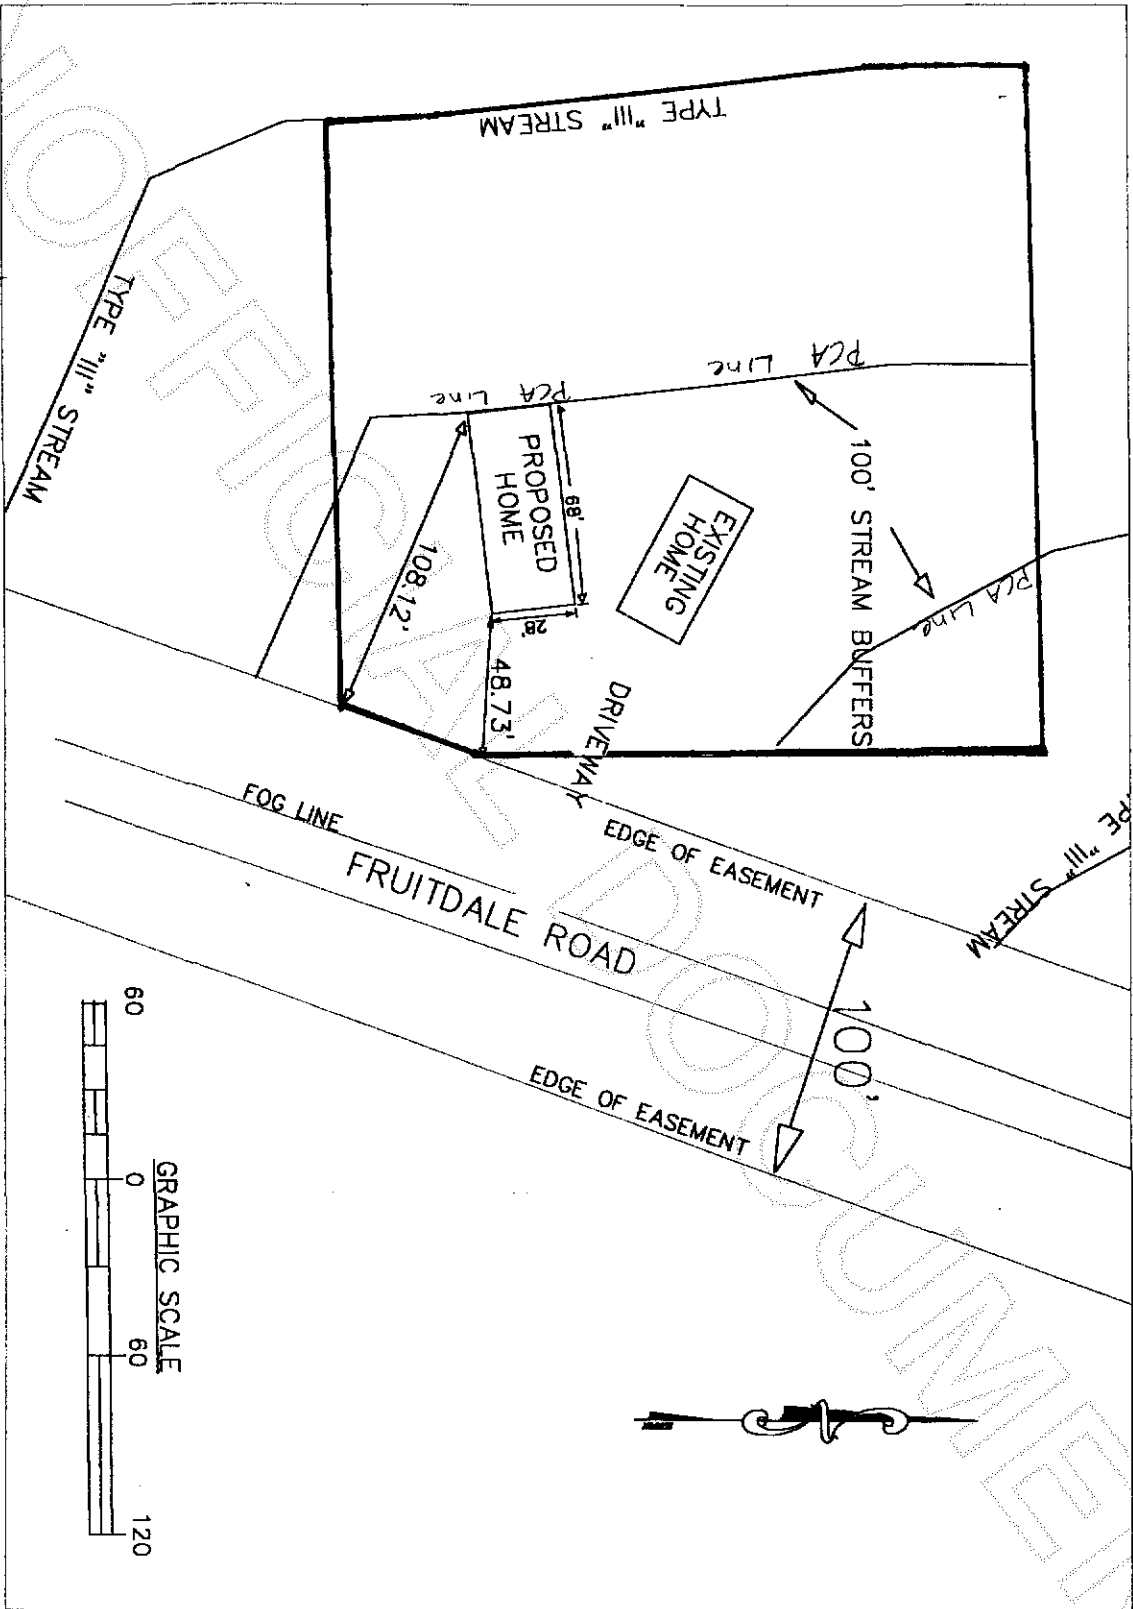 TYPE "III" STREAM
TYPE "III" STREAM
PCA Line
PCA Line
100' STREAM BUFFERS
PCA Line
PROPOSED
HOME
68'
28'
EXISTING
HOME
108.12'
48.73'
DRIVEWAY
PE "III" STREAM
FOG LINE
EDGE OF EASEMENT
FRUITDALE ROAD
100'
EDGE OF EASEMENT
GRAPHIC SCALE
60 0 60 120
UNOFFICIAL DOCUMENT